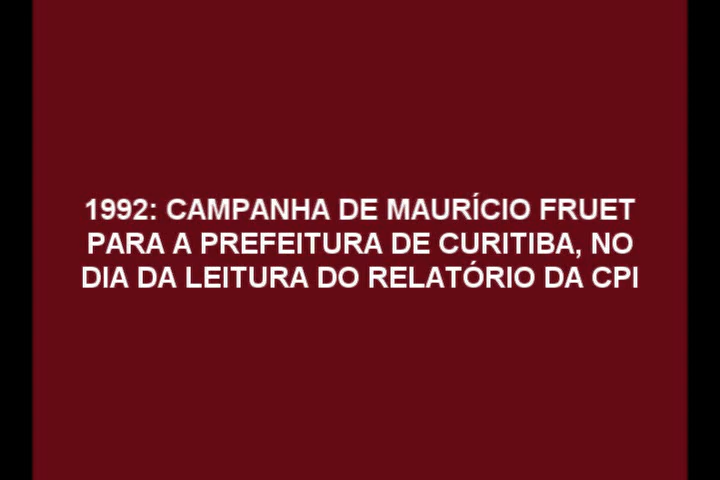 1992: CAMPANHA DE MAURÍCIO FRUET
PARA A PREFEITURA DE CURITIBA, NO
DIA DA LEITURA DO RELATÓRIO DA CPI